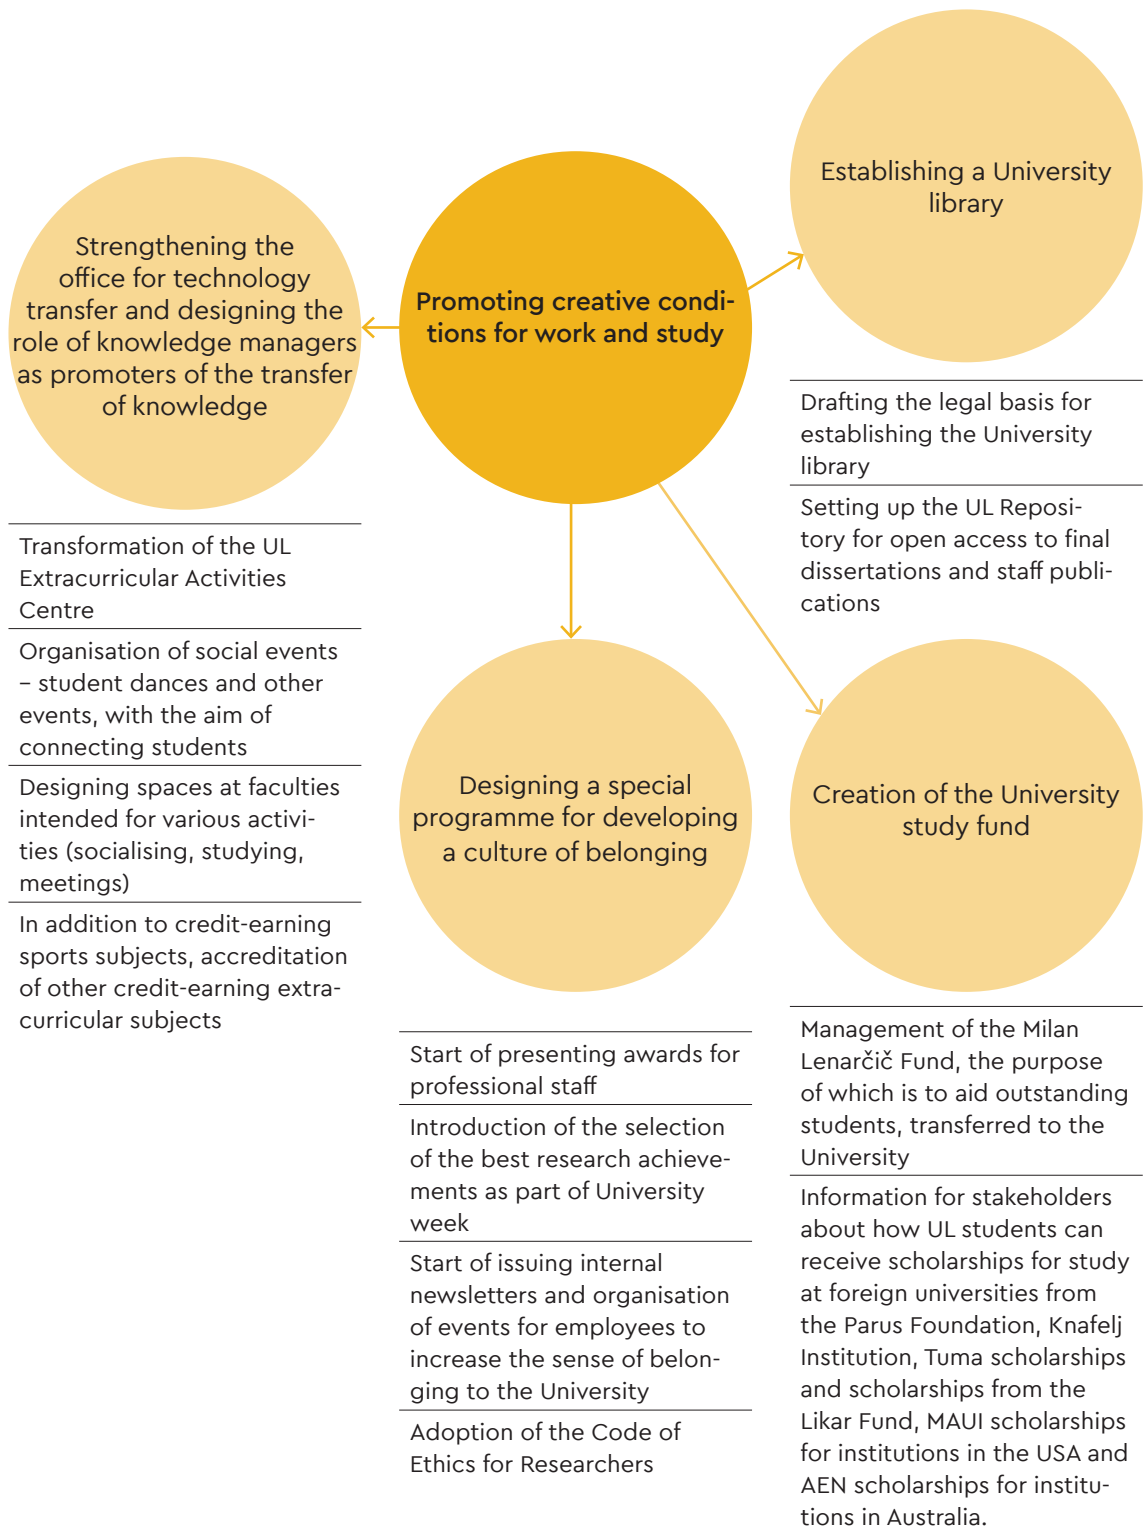 Promoting creative condi-
tions for work and study
Strengthening the
office for technology
transfer and designing the
role of knowledge managers
as promoters of the transfer
of knowledge
Transformation of the UL
Extracurricular Activities
Centre
Organisation of social events
– student dances and other
events, with the aim of
connecting students
Designing spaces at faculties
intended for various activi-
ties (socialising, studying,
meetings)
In addition to credit-earning
sports subjects, accreditation
of other credit-earning extra-
curricular subjects
Designing a special
programme for developing
a culture of belonging
Start of presenting awards for
professional staff
Introduction of the selection
of the best research achieve-
ments as part of University
week
Start of issuing internal
newsletters and organisation
of events for employees to
increase the sense of belon-
ging to the University
Adoption of the Code of
Ethics for Researchers
Establishing a University
library
Drafting the legal basis for
establishing the University
library
Setting up the UL Reposi-
tory for open access to final
dissertations and staff publi-
cations
Creation of the University
study fund
Management of the Milan
Lenarčič Fund, the purpose
of which is to aid outstanding
students, transferred to the
University
Information for stakeholders
about how UL students can
receive scholarships for study
at foreign universities from
the Parus Foundation, Knafelj
Institution, Tuma scholarships
and scholarships from the
Likar Fund, MAUI scholarships
for institutions in the USA and
AEN scholarships for institu-
tions in Australia.